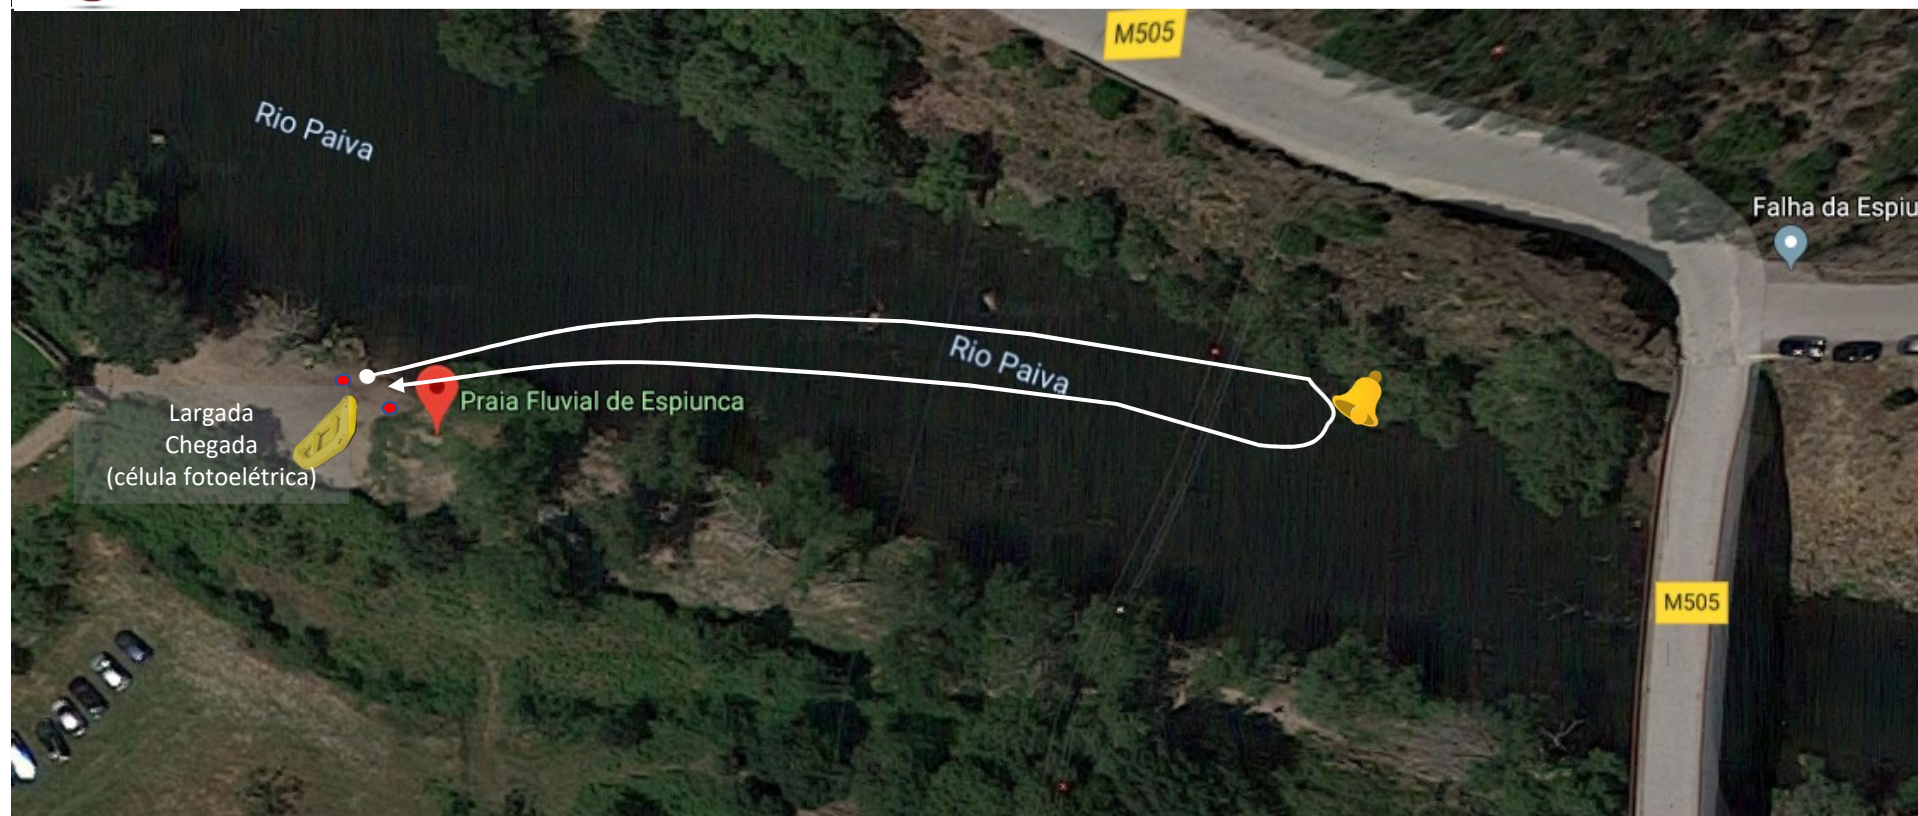 M505
Rio Paiva
Falha da Espiu
Rio Paiva
Praia Fluvial de Espiunca
Largada
Chegada
(célula fotoelétrica)
M505